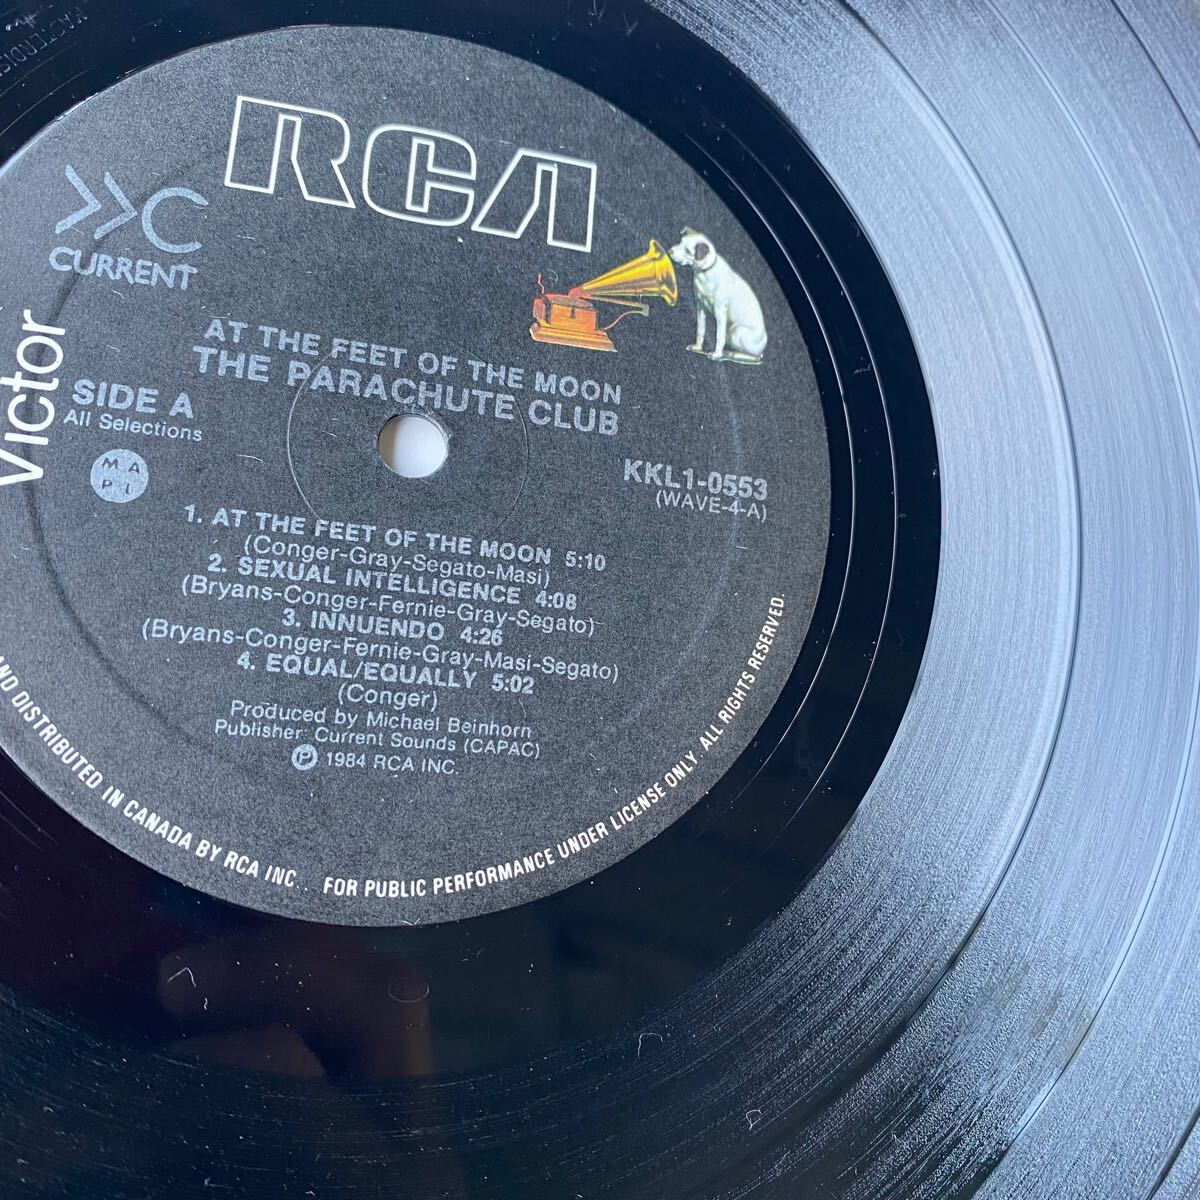 RCA
CURRENT
Victor
AT THE FEET OF THE MOON
THE PARACHUTE CLUB
SIDE A
All Selections
MAPI
KKL1-0553
(WAVE-4-A)
1. AT THE FEET OF THE MOON 5:10
(Conger-Gray-Segato-Masi)
2. SEXUAL INTELLIGENCE 4:08
(Bryans-Conger-Fernie-Gray-Segato)
3. INNUENDO 4:26
(Bryans-Conger-Fernie-Gray-Masi-Segato)
4. EQUAL/EQUALLY 5:02
(Conger)
Produced by Michael Beinhorn
Publisher: Current Sounds (CAPAC)
Ⓟ 1984 RCA INC.
AND DISTRIBUTED IN CANADA BY RCA INC.. FOR PUBLIC PERFORMANCE UNDER LICENSE ONLY. ALL RIGHTS RESERVED.